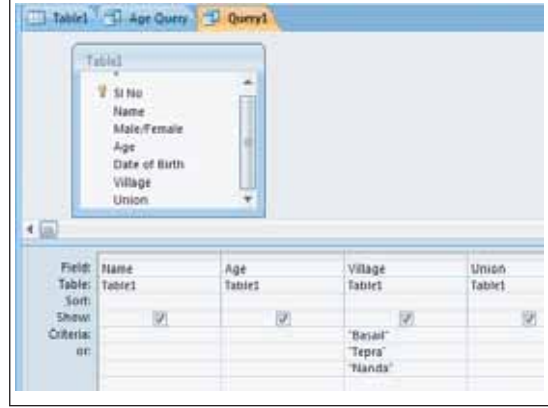 Table1 Age Query Query1
Table1
*
Sl No
Name
Male/Female
Age
Date of Birth
Village
Union
Field: Name Age Village Union
Table: Table1 Table1 Table1 Table1
Sort:
Show:
Criteria: "Basail"
or: "Tepra"
"Nanda"